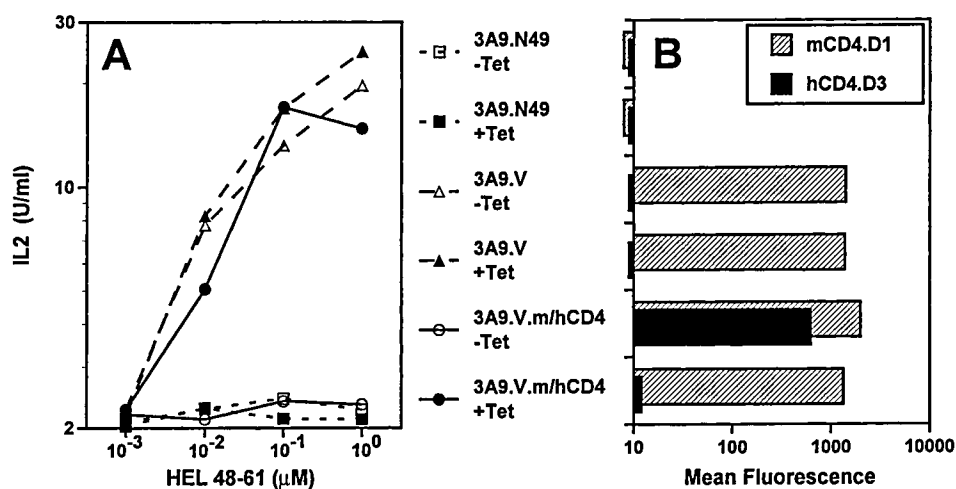 A
30
10
2
IL2 (U/ml)
10-3
10-2
10-1
100
HEL 48-61 (μM)
3A9.N49
-Tet
3A9.N49
+Tet
3A9.V
-Tet
3A9.V
+Tet
3A9.V.m/hCD4
-Tet
3A9.V.m/hCD4
+Tet
B
mCD4.D1
hCD4.D3
10
100
1000
10000
Mean Fluorescence